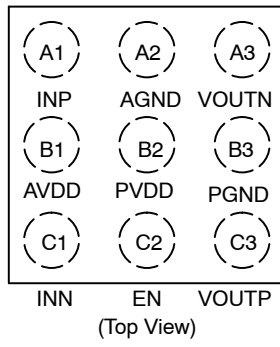 A1 A2 A3
INP AGND VOUTN
B1 B2 B3
AVDD PVDD PGND
C1 C2 C3
INN EN VOUTP
(Top View)